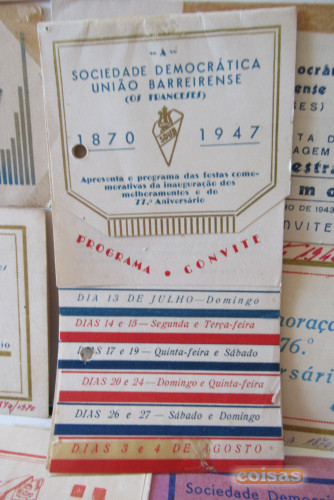 A
SOCIEDADE DEMOCRÁTICA
UNIÃO BARREIRENSE
(OS FRANCESES)
1870 1947
Apresenta o programa das festas come-
morativas da inauguração dos
melhoramentos e do
77.º Aniversário
PROGRAMA • CONVITE
DIA 13 DE JULHO—Domingo
DIAS 14 e 15—Segunda e Terça-feira
DIAS 17 e 19—Quinta-feira e Sábado
DIAS 20 e 24—Domingo e Quinta-feira
DIAS 26 e 27—Sábado e Domingo
DIAS 3 e 4 DE AGOSTO
Sociedade Democ
76.º
coisas